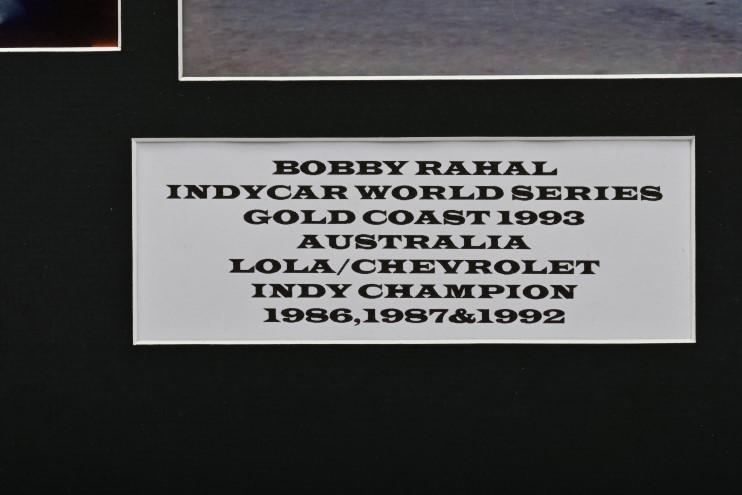 BOBBY RAHAL
INDYCAR WORLD SERIES
GOLD COAST 1993
AUSTRALIA
LOLA/CHEVROLET
INDY CHAMPION
1986,1987&1992